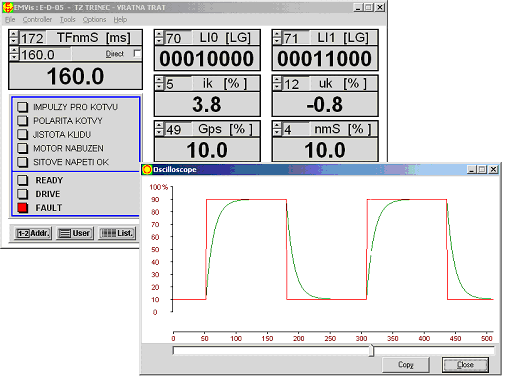 EMVis : E-D-05 - T2 TRINEC - VRATNA TRAT
File Controller Tools Options Help
172 TFnmS [ms]
160.0 Direct
160.0
70 LI0 [LG]
00010000
71 LI1 [LG]
00011000
5 ik [% ]
3.8
12 uk [% ]
-0.8
49 Gps [% ]
10.0
4 nmS [% ]
10.0
IMPULZY PRO KOTVU
POLARITA KOTVY
JISTOTA KLIDU
MOTOR NABUZEN
SITOVE NAPETI OK
READY
DRIVE
FAULT
1-2 Addr.
User
List.
Oscilloscope
100%
90
80
70
60
50
40
30
20
10
0
0 50 100 150 200 250 300 350 400 450 510
Copy
Close